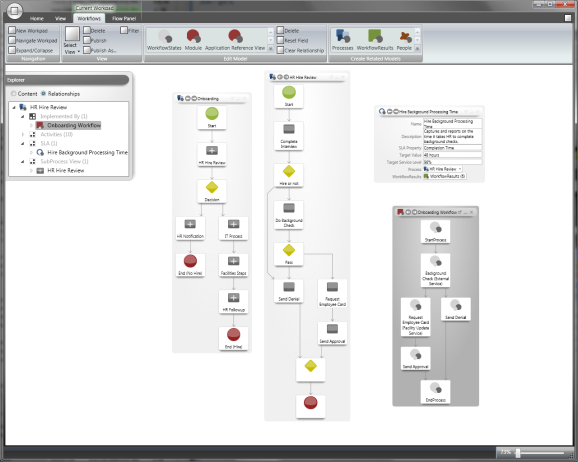 Current Workpad
Home View Workflows Flow Panel
New Workpad
Navigate Workpad
Expand/Collapse
Navigation
Select
View
Delete
Publish
Publish As...
Filter
View
WorkflowStates Module Application Reference View
Delete
Reset Field
Clear Relationship
Edit Model
Processes WorkflowResults People
Create Related Models
Explorer
Content Relationships
HR Hire Review
Implemented By (1)
Onboarding Workflow
Activities (10)
SLA (1)
Hire Background Processing Time
SubProcess View (1)
HR Hire Review
Onboarding
Start
HR Hire Review
Decision
HR Notification
IT Process
End (No Hire)
Facilities Steps
HR Followup
End (Hire)
HR Hire Review
Start
Complete
Interview
Hire or not
Do Background
Check
Pass
Send Denial
Request
Employee Card
Send Approval
Hire Background Processing Time
Name
Hire Background Processing
Time
Description
Captures and reports on the
time it takes HR to complete
background checks.
SLA Property
Completion Time
Target Value
48 hours
Target Service Level
Process
HR Hire Review
WorkflowResults
WorkflowResults (5)
Onboarding Workflow
StartProcess
Background
Check (External
Service)
Request
Employee Card
(Facility Update
Service)
Send Denial
Send Approval
EndProcess
73%